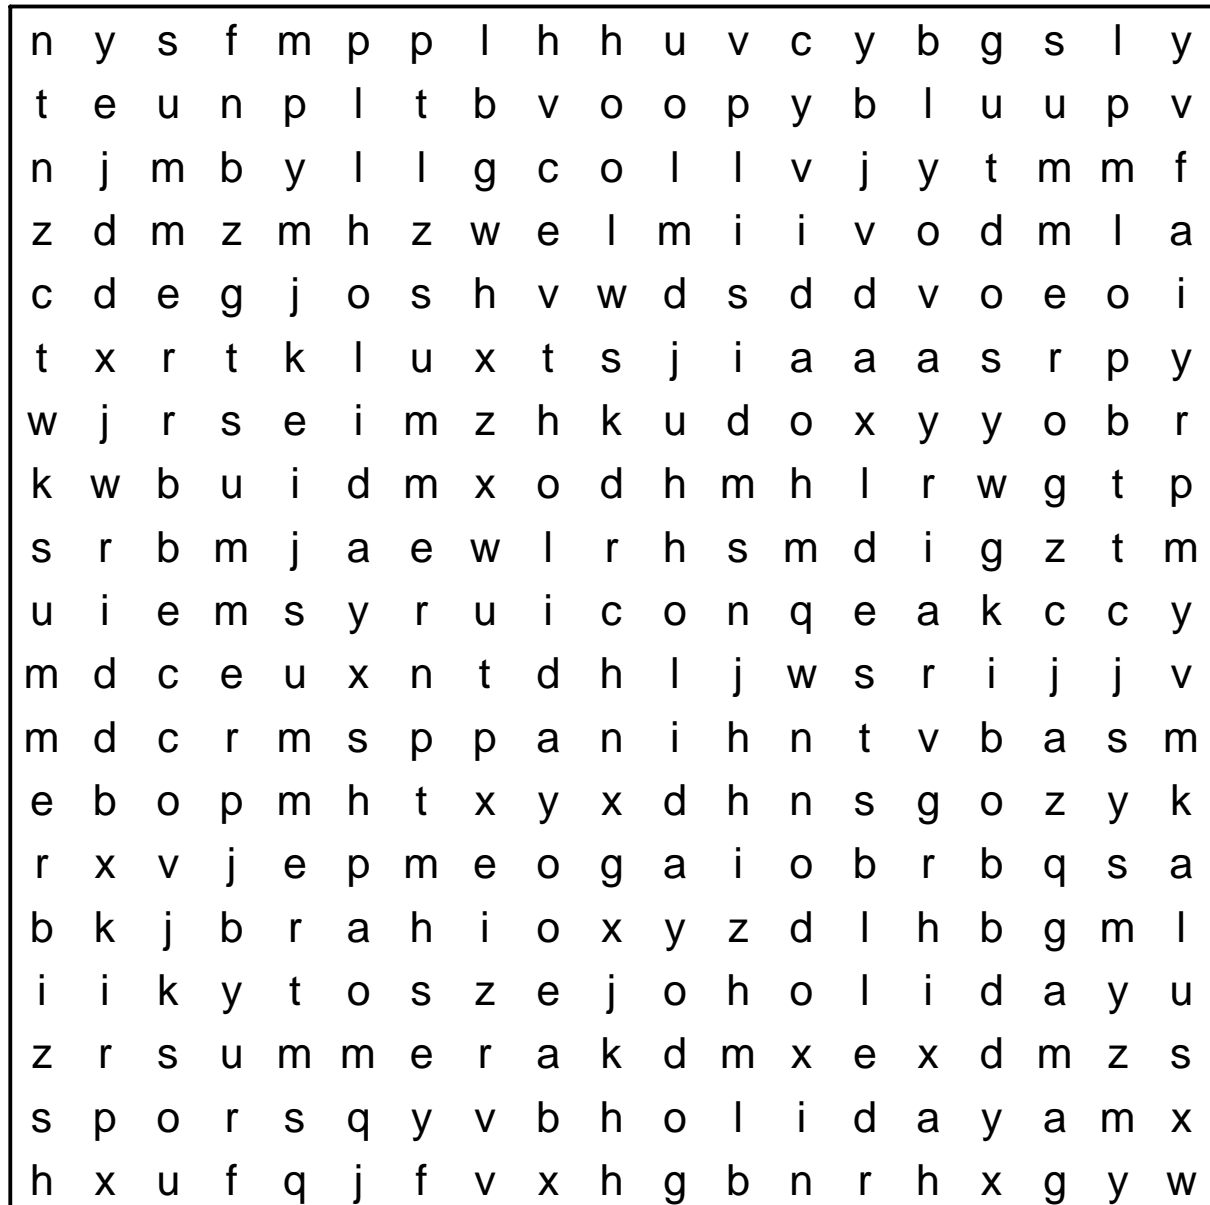 n y s f m p p l h h u v c y b g s l y
t e u n p l t b v o o p y b l u u p v
n j m b y l l g c o l l v j y t m m f
z d m z m h z w e l m i i v o d m l a
c d e g j o s h v w d s d d v o e o i
t x r t k l u x t s j i a a a s r p y
w j r s e i m z h k u d o x y y o b r
k w b u i d m x o d h m h l r w g t p
s r b m j a e w l r h s m d i g z t m
u i e m s y r u i c o n q e a k c c y
m d c e u x n t d h l j w s r i j j v
m d c r m s p p a n i h n t v b a s m
e b o p m h t x y x d h n s g o z y k
r x v j e p m e o g a i o b r b q s a
b k j b r a h i o x y z d l h b g m l
i i k y t o s z e j o h o l i d a y u
z r s u m m e r a k d m x e x d m z s
s p o r s q y v b h o l i d a y a m x
h x u f q j f v x h g b n r h x g y w